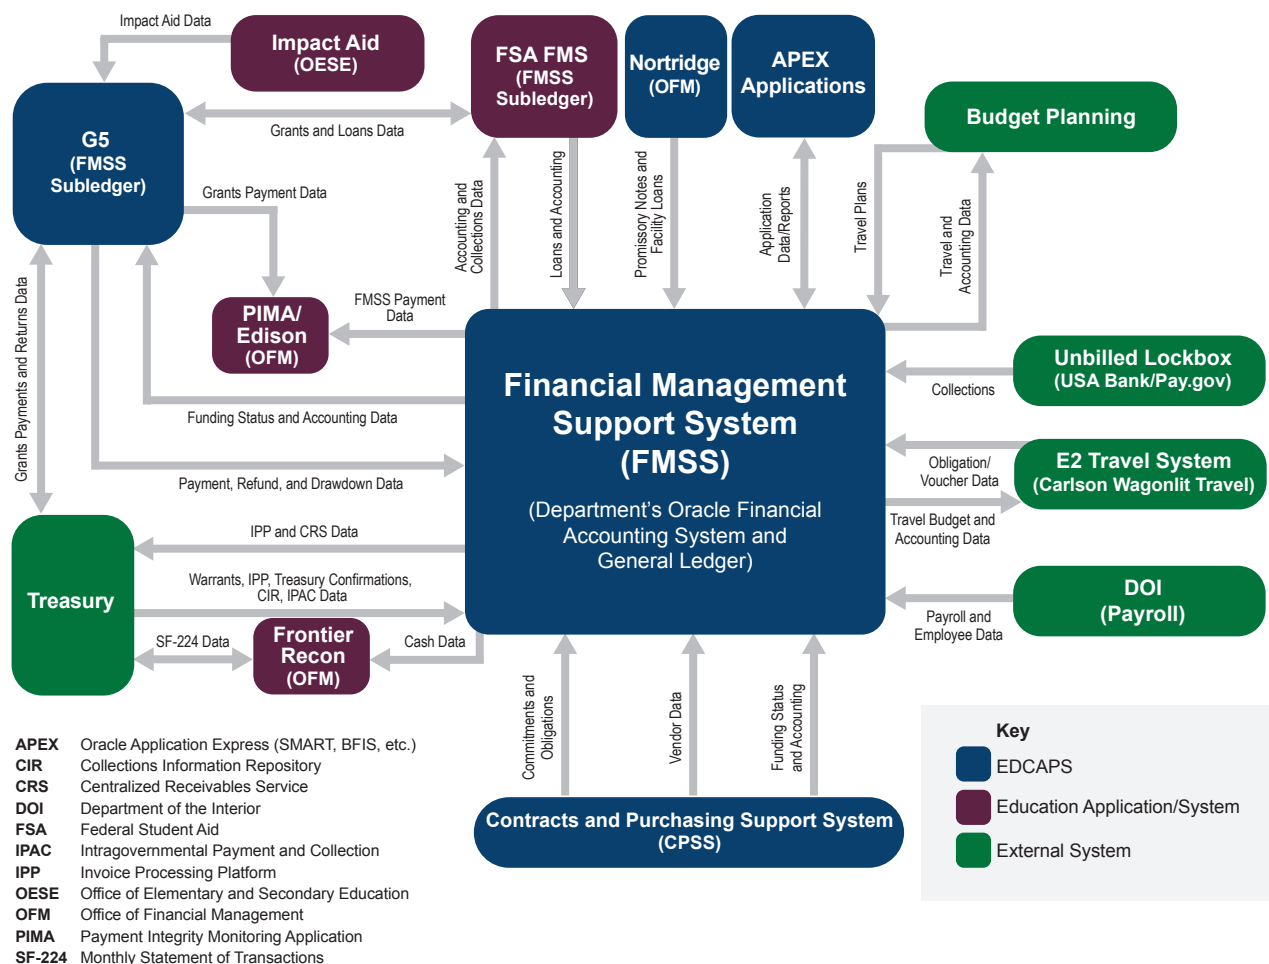 Impact Aid Data
Impact Aid
(OESE)
FSA FMS
(FMSS
Subledger)
Nortridge
(OFM)
APEX
Applications
Budget Planning
G5
(FMSS
Subledger)
Grants and Loans Data
Grants Payment Data
Accounting and
Collections Data
Loans and Accounting
Promissory Notes and
Facility Loans
Application
Data/Reports
Travel Plans
Travel and
Accounting Data
Grants Payments and Returns Data
PIMA/
Edison
(OFM)
FMSS Payment
Data
Funding Status and Accounting Data
Payment, Refund, and Drawdown Data
Financial Management
Support System
(FMSS)
(Department's Oracle Financial
Accounting System and
General Ledger)
Unbilled Lockbox
(USA Bank/Pay.gov)
Collections
E2 Travel System
(Carlson Wagonlit Travel)
Obligation/
Voucher Data
Travel Budget and
Accounting Data
DOI
(Payroll)
Payroll and
Employee Data
Treasury
IPP and CRS Data
Warrants, IPP, Treasury Confirmations,
CIR, IPAC Data
SF-224 Data
Frontier
Recon
(OFM)
Cash Data
Commitments and
Obligations
Vendor Data
Funding Status
and Accounting
Contracts and Purchasing Support System
(CPSS)
APEX Oracle Application Express (SMART, BFIS, etc.)
CIR Collections Information Repository
CRS Centralized Receivables Service
DOI Department of the Interior
FSA Federal Student Aid
IPAC Intragovernmental Payment and Collection
IPP Invoice Processing Platform
OESE Office of Elementary and Secondary Education
OFM Office of Financial Management
PIMA Payment Integrity Monitoring Application
SF-224 Monthly Statement of Transactions
Key
EDCAPS
Education Application/System
External System